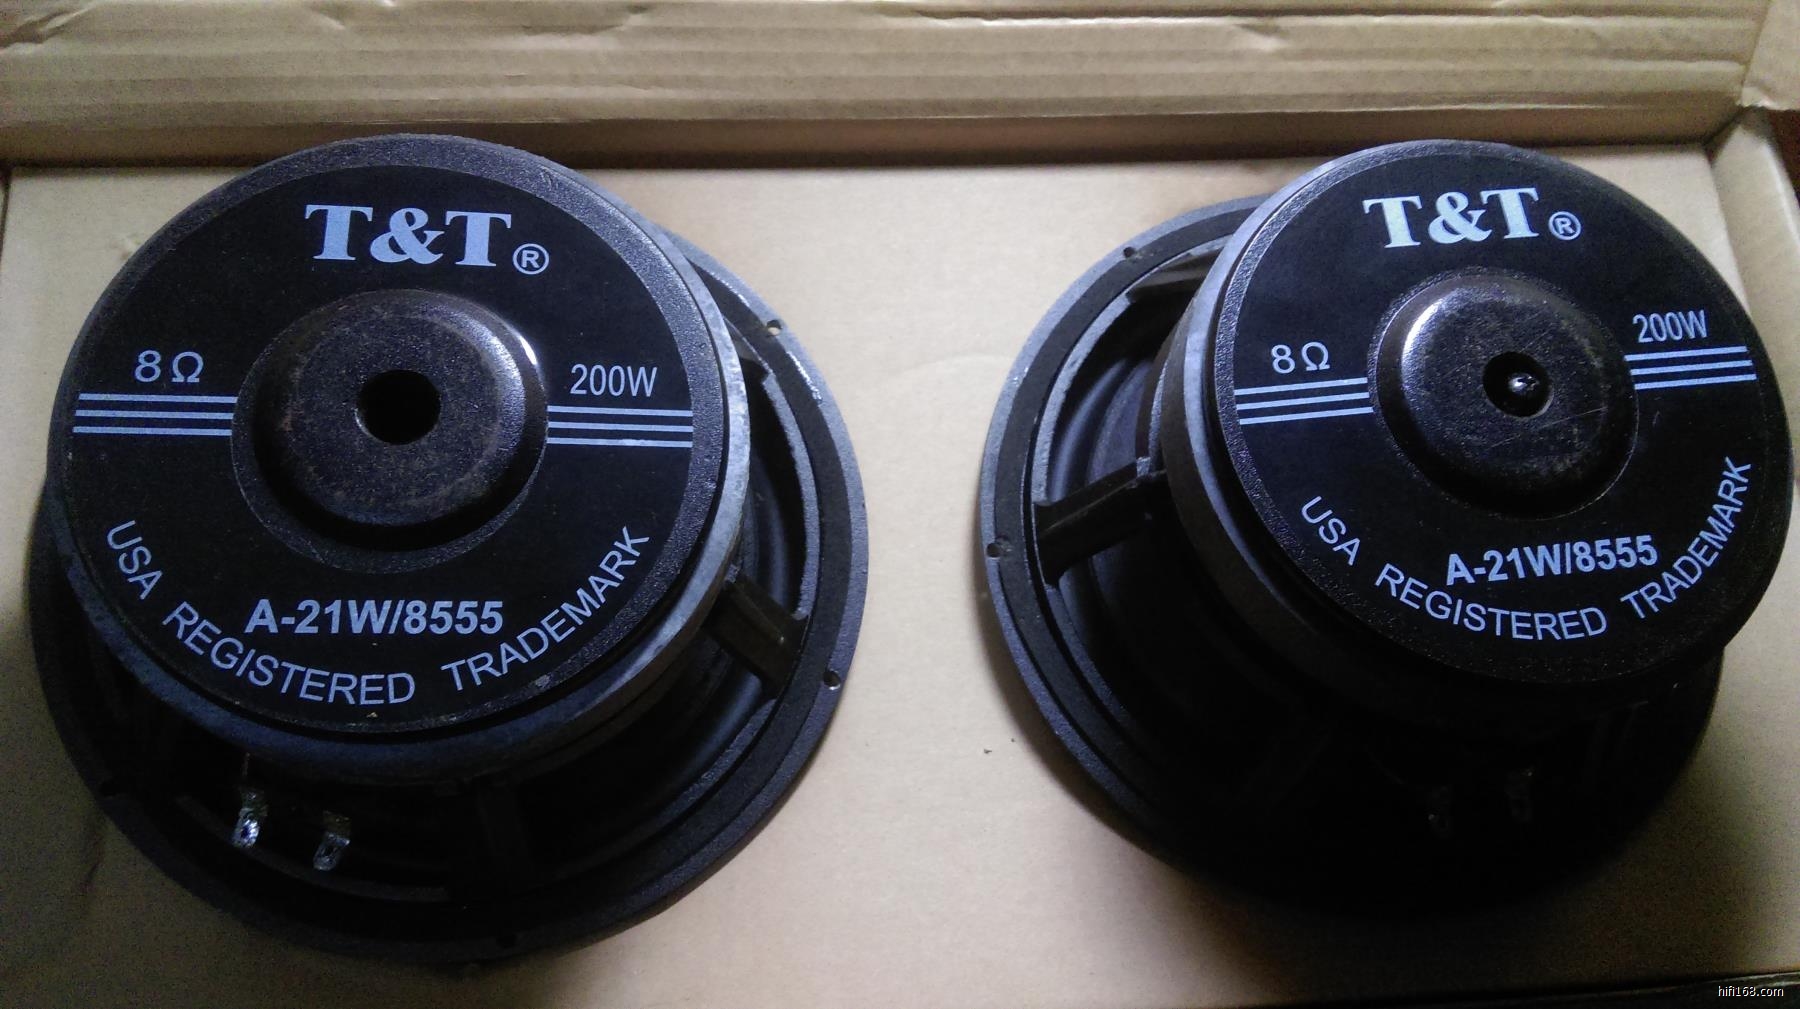 T&T®
8Ω
200W
A-21W/8555
USA REGISTERED TRADEMARK
T&T®
8Ω
200W
A-21W/8555
USA REGISTERED TRADEMARK
hifi168.com